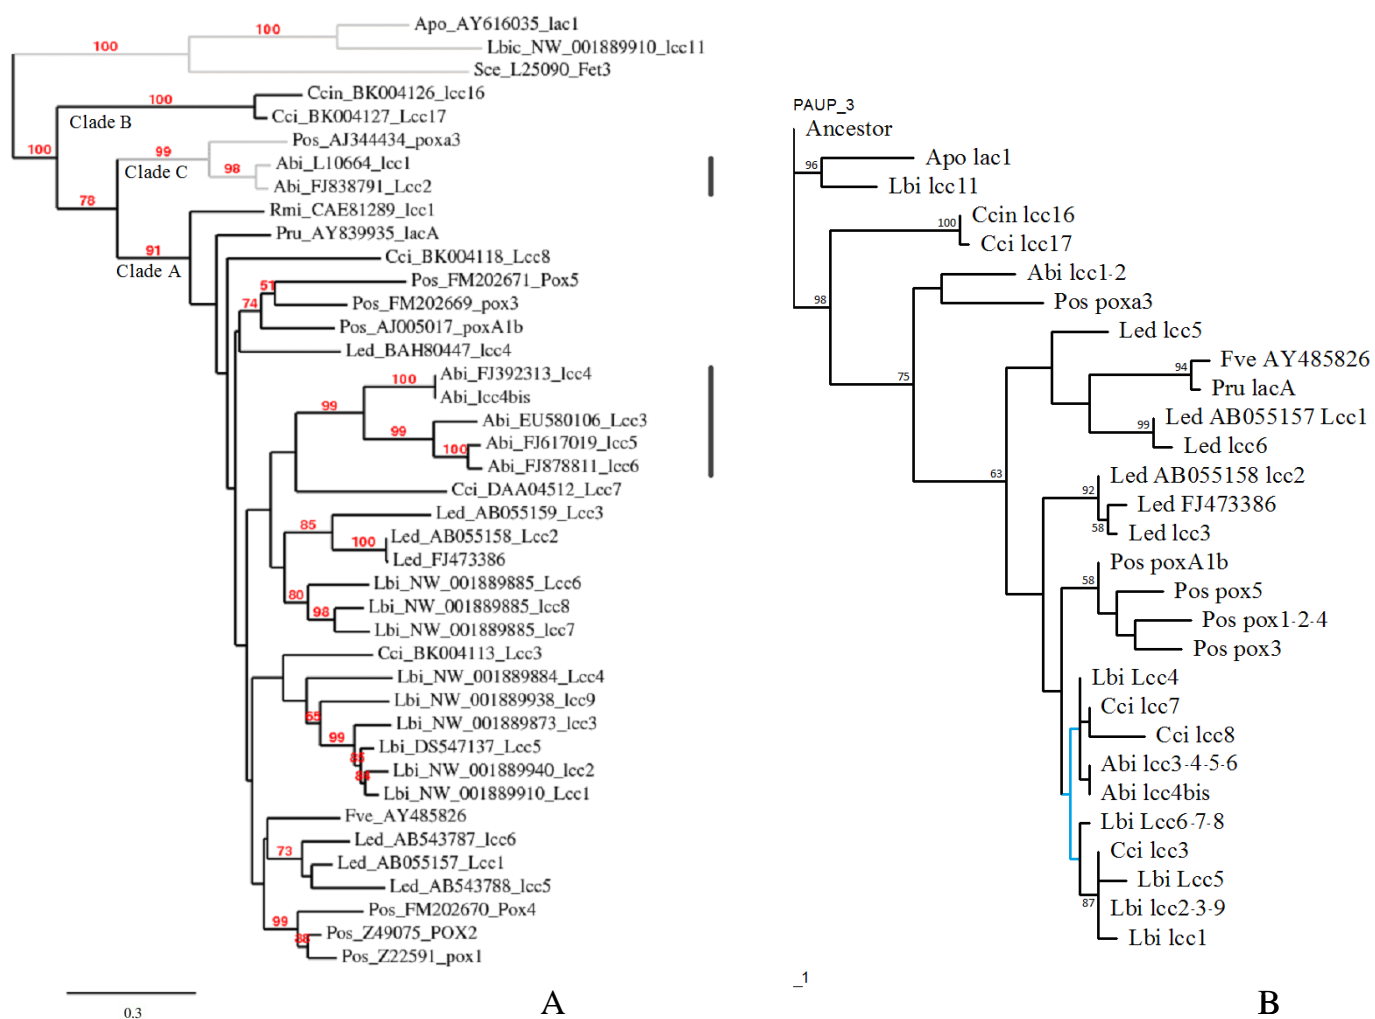 Apo_AY616035_lac1
100
Lbic_NW_001889910_lcc11
100
Sce_L25090_Fet3
Ccin_BK004126_lcc16
100
Cci_BK004127_Lcc17
Clade B
Pos_AJ344434_poxa3
100
99
Abi_L10664_lcc1
Clade C
98
Abi_FJ838791_Lcc2
78
Rmi_CAE81289_lcc1
Pru_AY839935_lacA
91
Cci_BK004118_Lcc8
Clade A
Pos_FM202671_Pox5
51
Pos_FM202669_pox3
74
Pos_AJ005017_poxA1b
Led_BAH80447_lcc4
Abi_FJ392313_lcc4
100
Abi_lcc4bis
99
Abi_EU580106_Lcc3
99
Abi_FJ617019_lcc5
100
Abi_FJ878811_lcc6
Cci_DAA04512_Lcc7
Led_AB055159_Lcc3
85
Led_AB055158_Lcc2
100
Led_FJ473386
Lbi_NW_001889885_Lcc6
80
Lbi_NW_001889885_lcc8
98
Lbi_NW_001889885_lcc7
Cci_BK004113_Lcc3
Lbi_NW_001889884_Lcc4
Lbi_NW_001889938_lcc9
Lbi_NW_001889873_lcc3
99
Lbi_DS547137_Lcc5
Lbi_NW_001889940_lcc2
Lbi_NW_001889910_Lcc1
Fve_AY485826
Led_AB543787_lcc6
73
Led_AB055157_Lcc1
Led_AB543788_lcc5
Pos_FM202670_Pox4
99
Pos_Z49075_POX2
Pos_Z22591_pox1
0.3
A
PAUP_3
Ancestor
Apo lac1
96
Lbi lcc11
Ccin lcc16
100
Cci lcc17
Abi lcc1-2
98
Pos poxa3
Led lcc5
Fve AY485826
94
Pru lacA
75
Led AB055157 Lcc1
99
Led lcc6
63
Led AB055158 lcc2
92
Led FJ473386
58
Led lcc3
Pos poxA1b
58
Pos pox5
Pos pox1-2-4
Pos pox3
Lbi Lcc4
Cci lcc7
Cci lcc8
Abi lcc3-4-5-6
Abi lcc4bis
Lbi Lcc6-7-8
Cci lcc3
Lbi Lcc5
87
Lbi lcc2-3-9
Lbi lcc1
_1
B